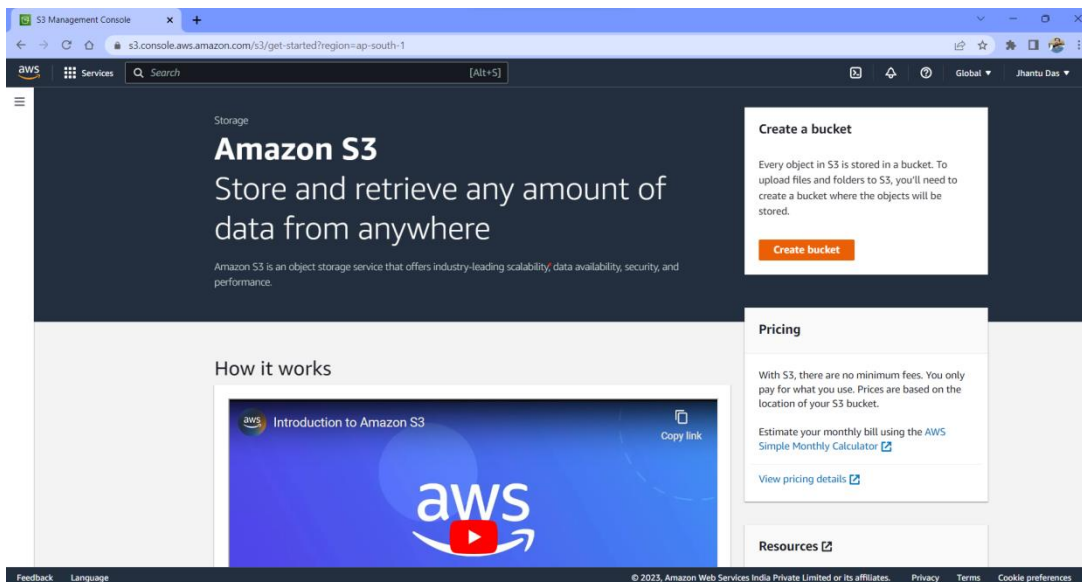 S3 Management Console
s3.console.aws.amazon.com/s3/get-started?region=ap-south-1
aws Services Search [Alt+S] Global Jhantu Das
Storage
Amazon S3
Store and retrieve any amount of
data from anywhere
Amazon S3 is an object storage service that offers industry-leading scalability, data availability, security, and
performance.
Create a bucket
Every object in S3 is stored in a bucket. To
upload files and folders to S3, you'll need to
create a bucket where the objects will be
stored.
Create bucket
Pricing
With S3, there are no minimum fees. You only
pay for what you use. Prices are based on the
location of your S3 bucket.
Estimate your monthly bill using the AWS
Simple Monthly Calculator
View pricing details
Resources
How it works
aws Introduction to Amazon S3
Copy link
aws
Feedback Language © 2023, Amazon Web Services India Private Limited or its affiliates. Privacy Terms Cookie preferences